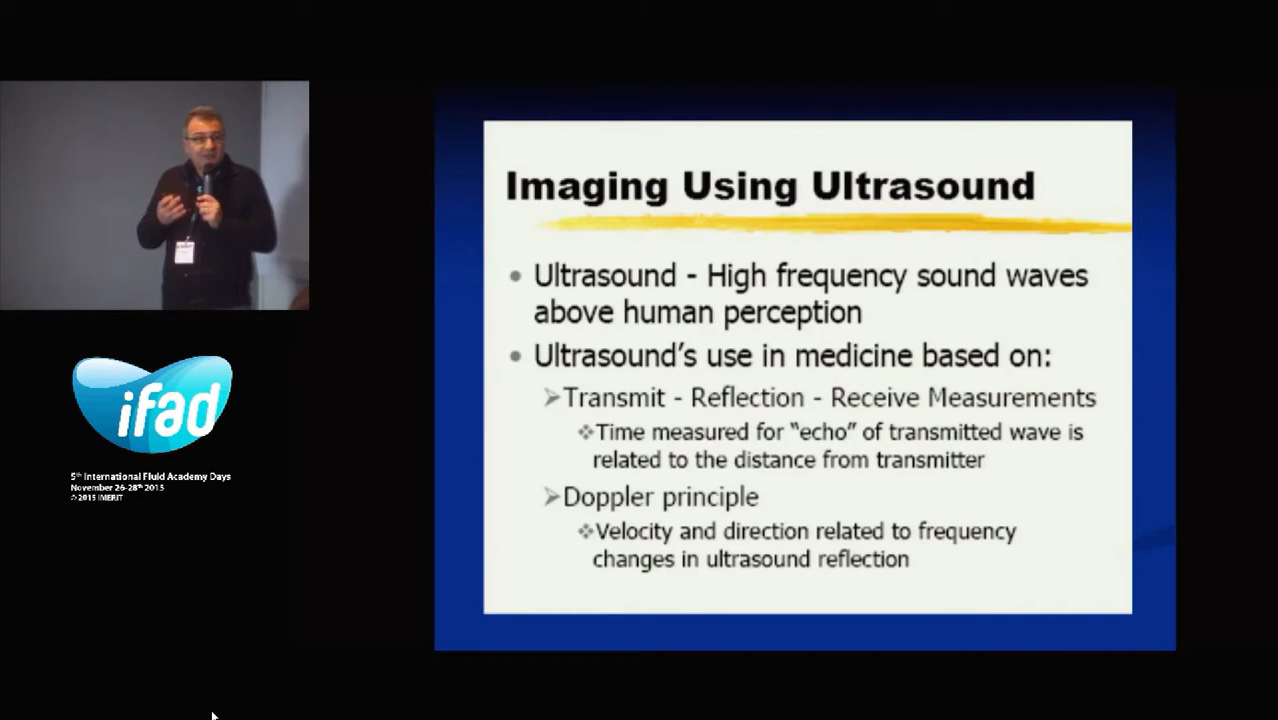 Imaging Using Ultrasound
• Ultrasound - High frequency sound waves
above human perception
• Ultrasound's use in medicine based on:
➢Transmit - Reflection - Receive Measurements
❖Time measured for “echo” of transmitted wave is
related to the distance from transmitter
➢Doppler principle
❖Velocity and direction related to frequency
changes in ultrasound reflection
ifad
5th International Fluid Academy Days
November 26-28th 2015
© 2015 iMERiT